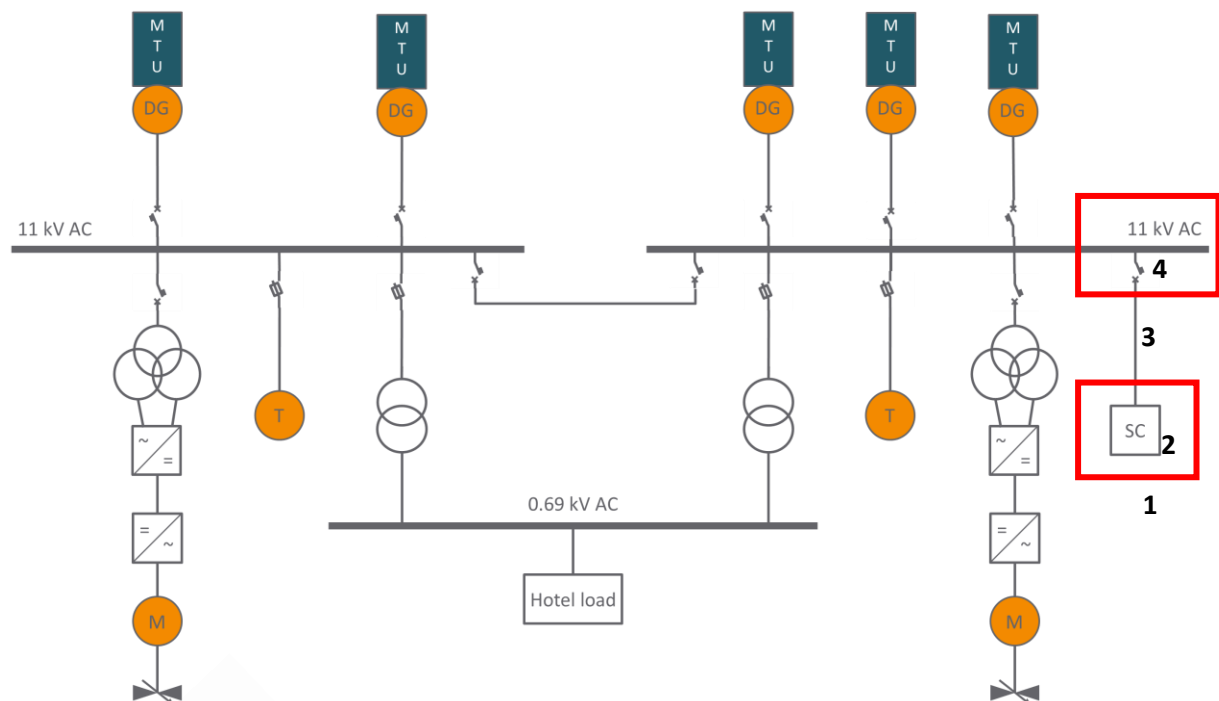 M
T
U
M
T
U
M
T
U
M
T
U
M
T
U
DG
DG
DG
DG
DG
11 kV AC
11 kV AC
4
3
T
T
SC
2
1
~
=
~
=
0.69 kV AC
=
~
=
~
Hotel load
M
M